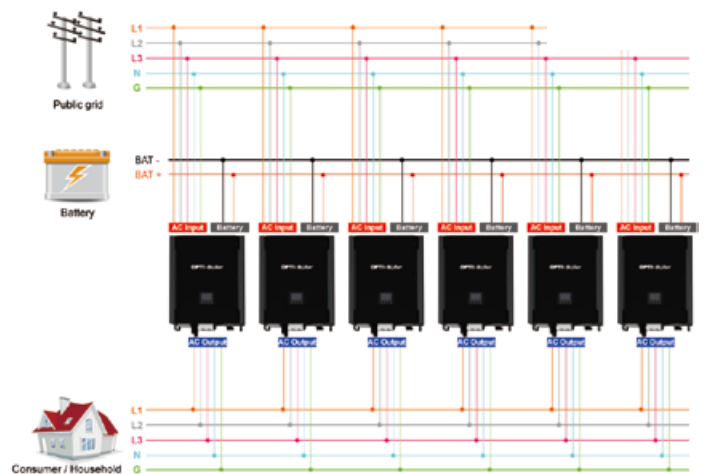 L1
L2
L3
N
G
Public grid
BAT -
BAT +
Battery
AC Input Battery AC Input Battery AC Input Battery AC Input Battery AC Input Battery AC Input Battery
AC Output AC Output AC Output AC Output AC Output AC Output
L1
L2
L3
N
G
Consumer / Household